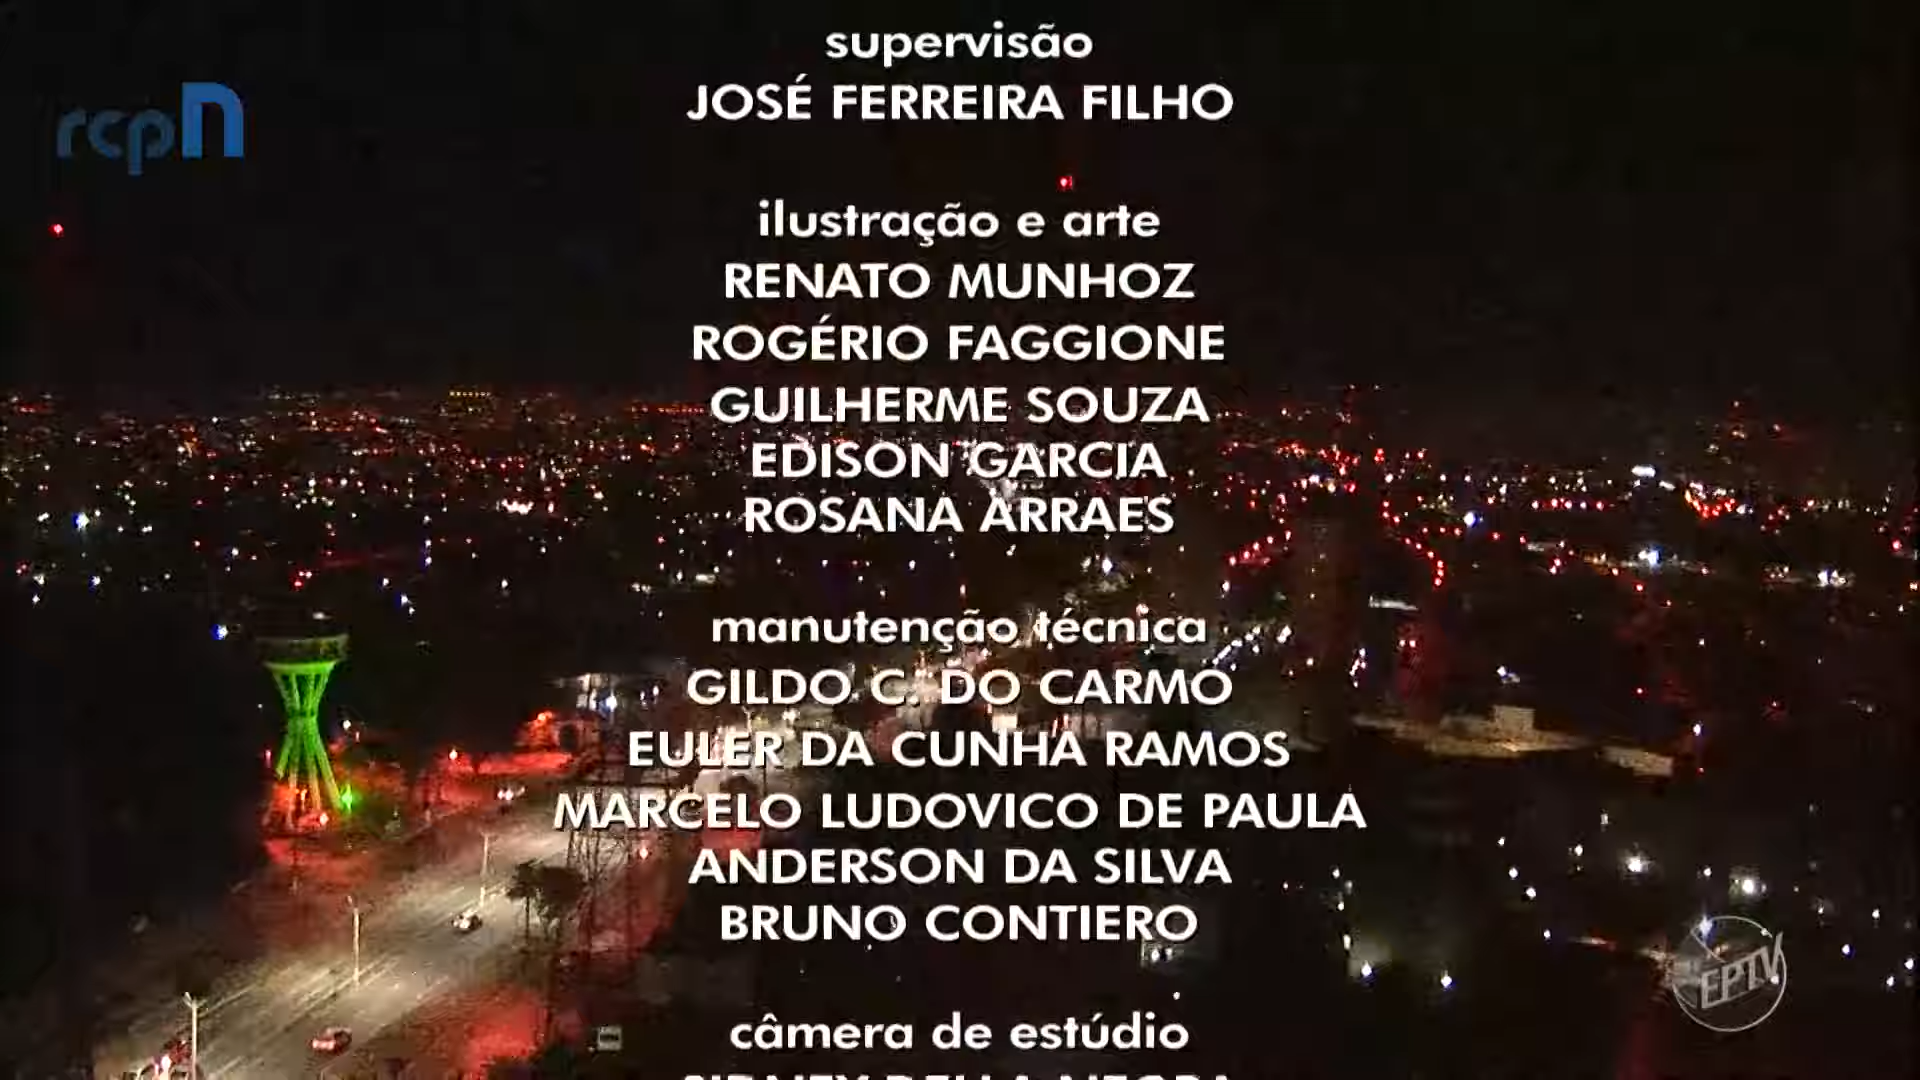 supervisão
JOSÉ FERREIRA FILHO
rcpN
ilustração e arte
RENATO MUNHOZ
ROGÉRIO FAGGIONE
GUILHERME SOUZA
EDISON GARCIA
ROSANA ARRAES
manutenção técnica
GILDO C. DO CARMO
EULER DA CUNHA RAMOS
MARCELO LUDOVICO DE PAULA
ANDERSON DA SILVA
BRUNO CONTIERO
EPTV
câmera de estúdio